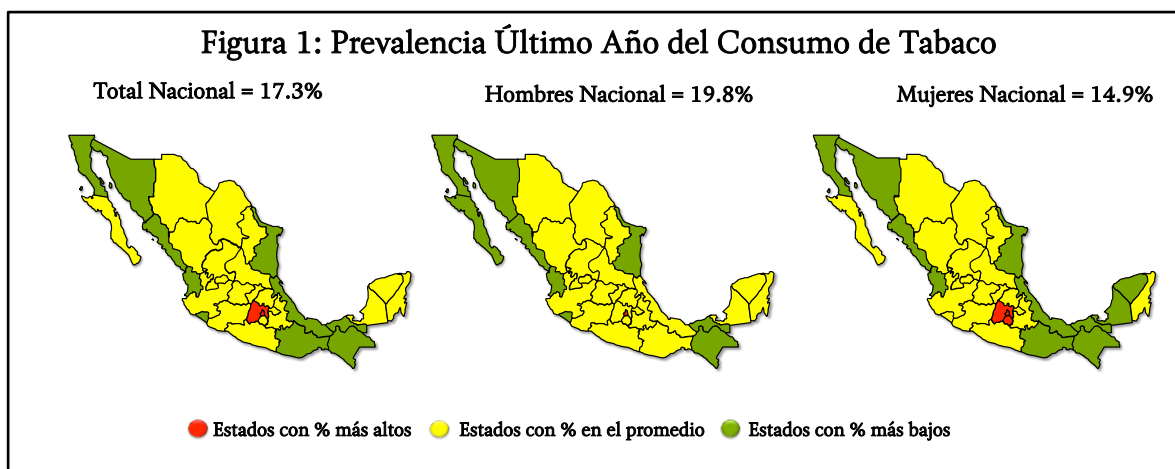 Figura 1: Prevalencia Último Año del Consumo de Tabaco
Total Nacional = 17.3%
Hombres Nacional = 19.8%
Mujeres Nacional = 14.9%
Estados con % más altos
Estados con % en el promedio
Estados con % más bajos